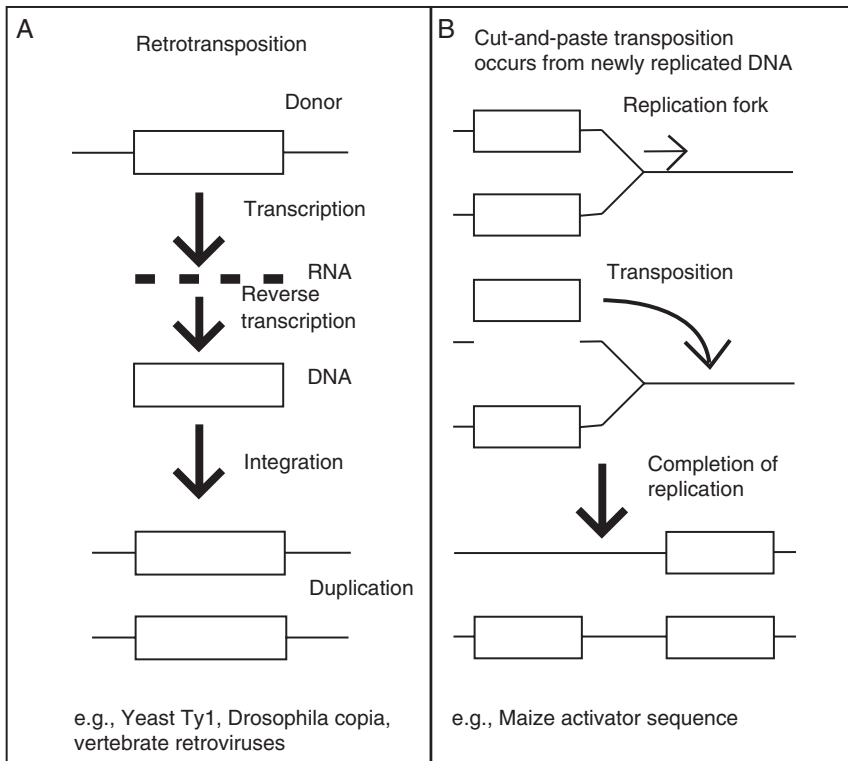 A
Retrotransposition
Donor
Transcription
RNA
Reverse
transcription
DNA
Integration
Duplication
e.g., Yeast Ty1, Drosophila copia,
vertebrate retroviruses
B
Cut-and-paste transposition
occurs from newly replicated DNA
Replication fork
Transposition
Completion of
replication
e.g., Maize activator sequence